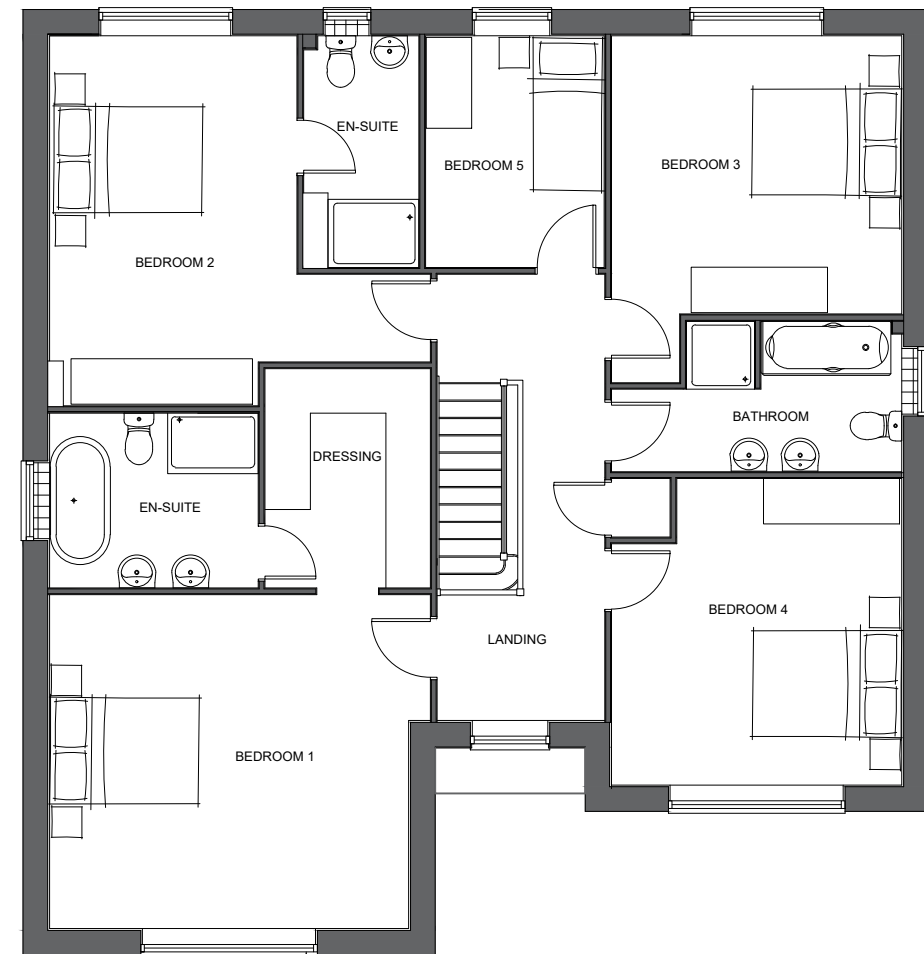 EN-SUITE
BEDROOM 5
BEDROOM 3
BEDROOM 2
BATHROOM
DRESSING
EN-SUITE
BEDROOM 4
LANDING
BEDROOM 1